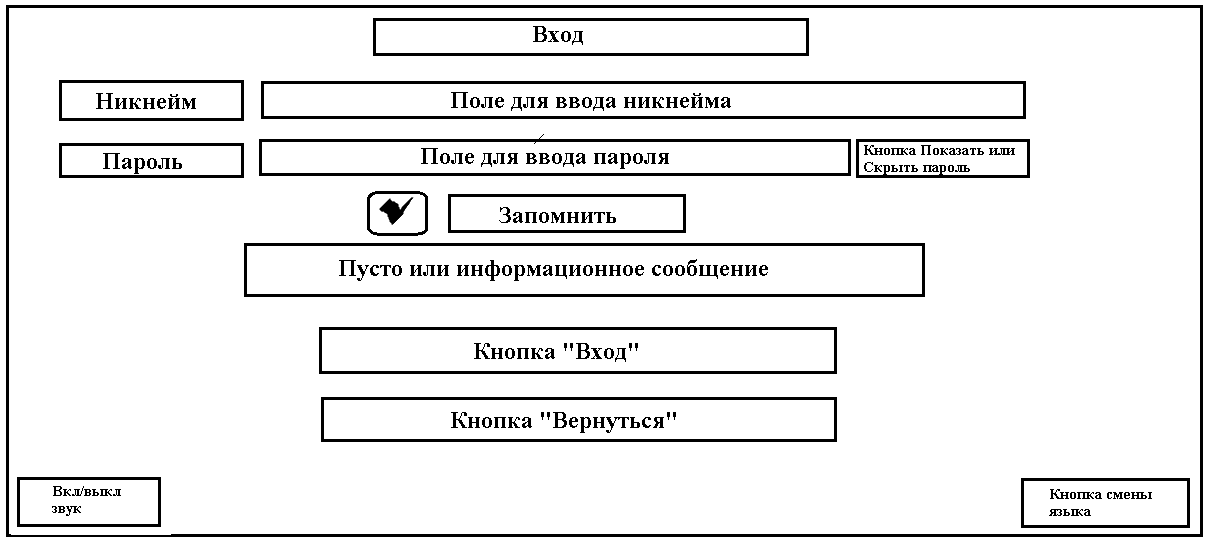 Вход
Никнейм
Поле для ввода никнейма
Пароль
Поле для ввода пароля
Кнопка Показать или
Скрыть пароль
Запомнить
Пусто или информационное сообщение
Кнопка "Вход"
Кнопка "Вернуться"
Вкл/выкл
звук
Кнопка смены
языка